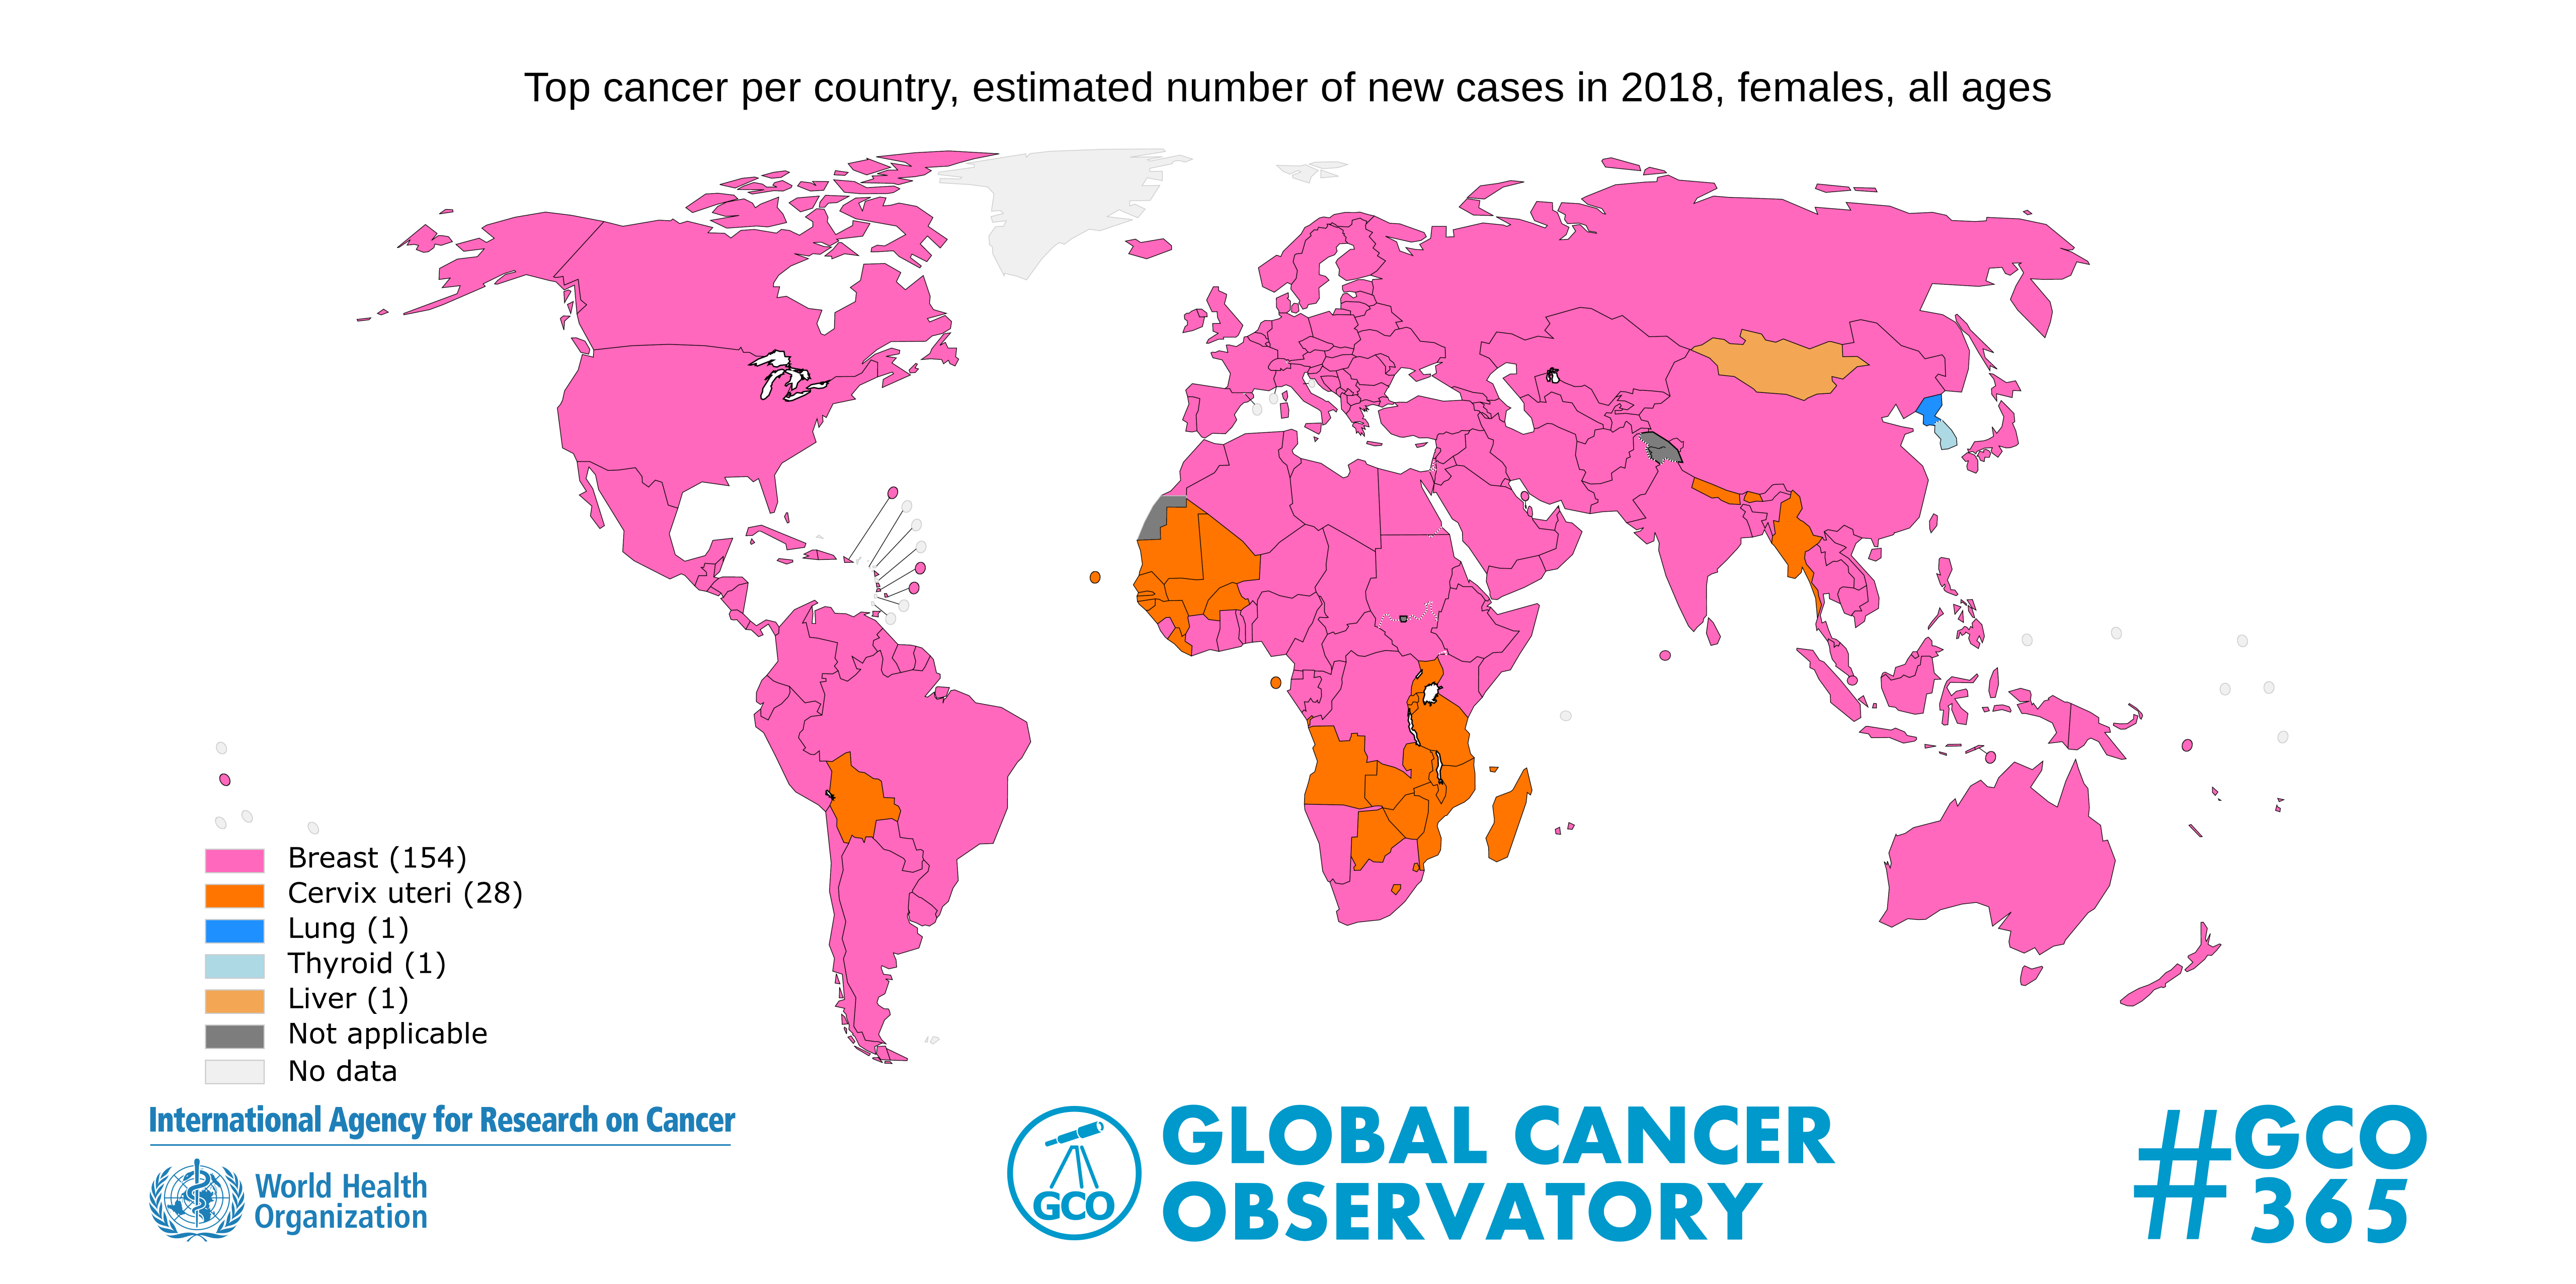 Top cancer per country, estimated number of new cases in 2018, females, all ages
Breast (154)
Cervix uteri (28)
Lung (1)
Thyroid (1)
Liver (1)
Not applicable
No data
International Agency for Research on Cancer
World Health
Organization
GCO
GLOBAL CANCER
OBSERVATORY
#GCO
365